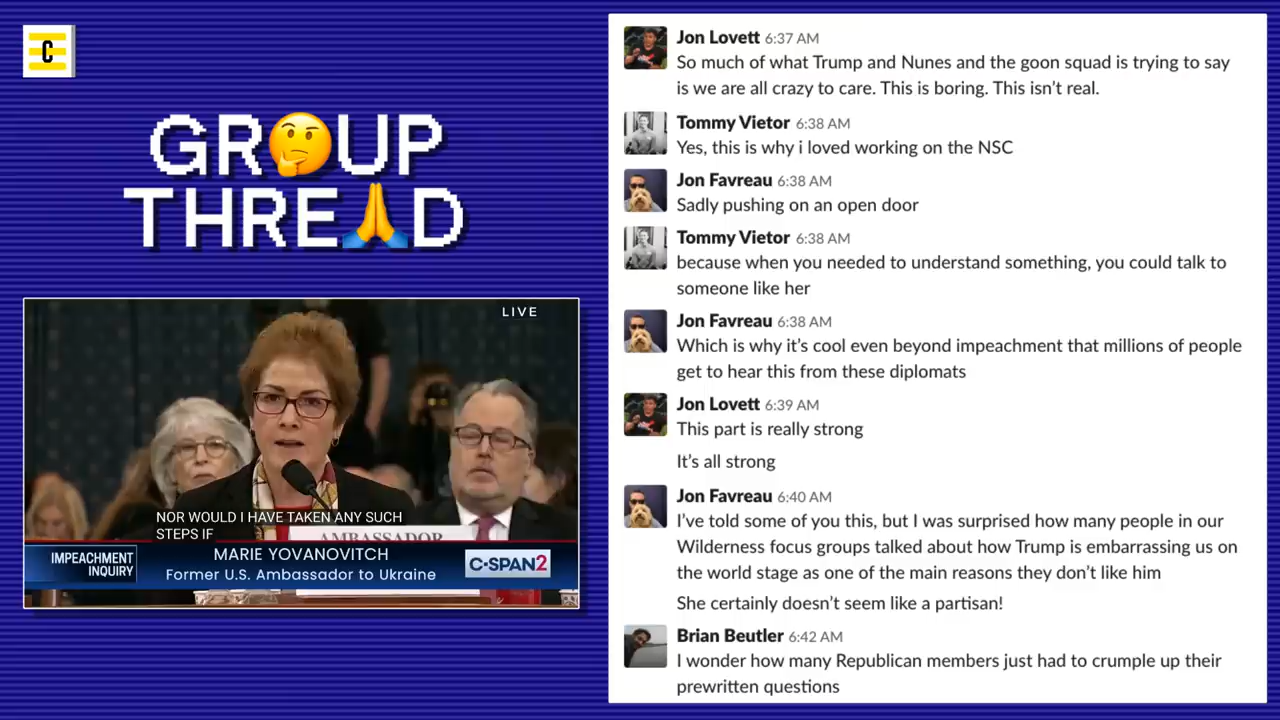 C
GROUP
THREAD
LIVE
NOR WOULD I HAVE TAKEN ANY SUCH
STEPS IF
AMBASSADOR
IMPEACHMENT
INQUIRY
MARIE YOVANOVITCH
Former U.S. Ambassador to Ukraine
C-SPAN2
Jon Lovett 6:37 AM
So much of what Trump and Nunes and the goon squad is trying to say
is we are all crazy to care. This is boring. This isn't real.
Tommy Vietor 6:38 AM
Yes, this is why i loved working on the NSC
Jon Favreau 6:38 AM
Sadly pushing on an open door
Tommy Vietor 6:38 AM
because when you needed to understand something, you could talk to
someone like her
Jon Favreau 6:38 AM
Which is why it's cool even beyond impeachment that millions of people
get to hear this from these diplomats
Jon Lovett 6:39 AM
This part is really strong
It's all strong
Jon Favreau 6:40 AM
I've told some of you this, but I was surprised how many people in our
Wilderness focus groups talked about how Trump is embarrassing us on
the world stage as one of the main reasons they don't like him
She certainly doesn't seem like a partisan!
Brian Beutler 6:42 AM
I wonder how many Republican members just had to crumple up their
prewritten questions